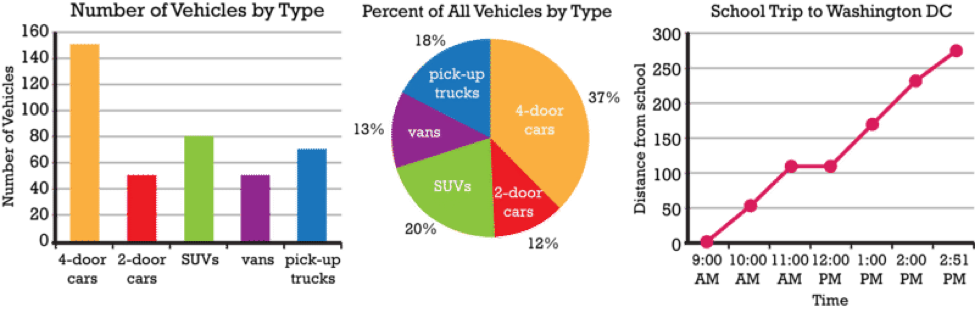 Number of Vehicles by Type
Number of Vehicles
160
140
120
100
80
60
40
20
0
4-door
cars
2-door
cars
SUVs
vans
pick-up
trucks
Percent of All Vehicles by Type
18%
pick-up
trucks
37%
4-door
cars
13%
vans
SUVs
2-door
cars
20%
12%
School Trip to Washington DC
Distance from school
300
250
200
150
100
50
0
9:00
AM
10:00
AM
11:00
AM
12:00
PM
1:00
PM
2:00
PM
2:51
PM
Time